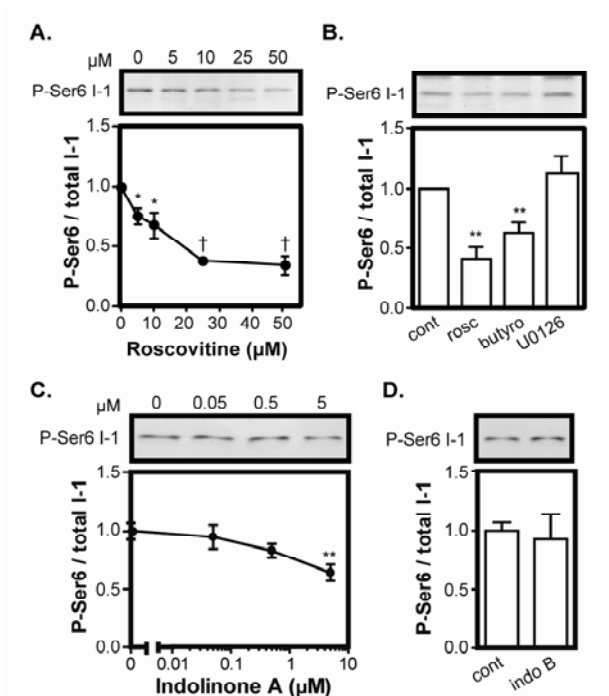 A.
µM 0 5 10 25 50
P-Ser6 I-1
P-Ser6 / total I-1
1.5
1.0
0.5
0.0
* * † †
0 10 20 30 40 50
Roscovitine (µM)
B.
P-Ser6 I-1
P-Ser6 / total I-1
1.5
1.0
0.5
0.0
** **
cont rosc butyro U0126
C.
µM 0 0.05 0.5 5
P-Ser6 I-1
P-Ser6 / total I-1
1.5
1.0
0.5
0.0
**
0 0.01 0.1 1 10
Indolinone A (µM)
D.
P-Ser6 I-1
P-Ser6 / total I-1
1.5
1.0
0.5
0.0
cont indo B